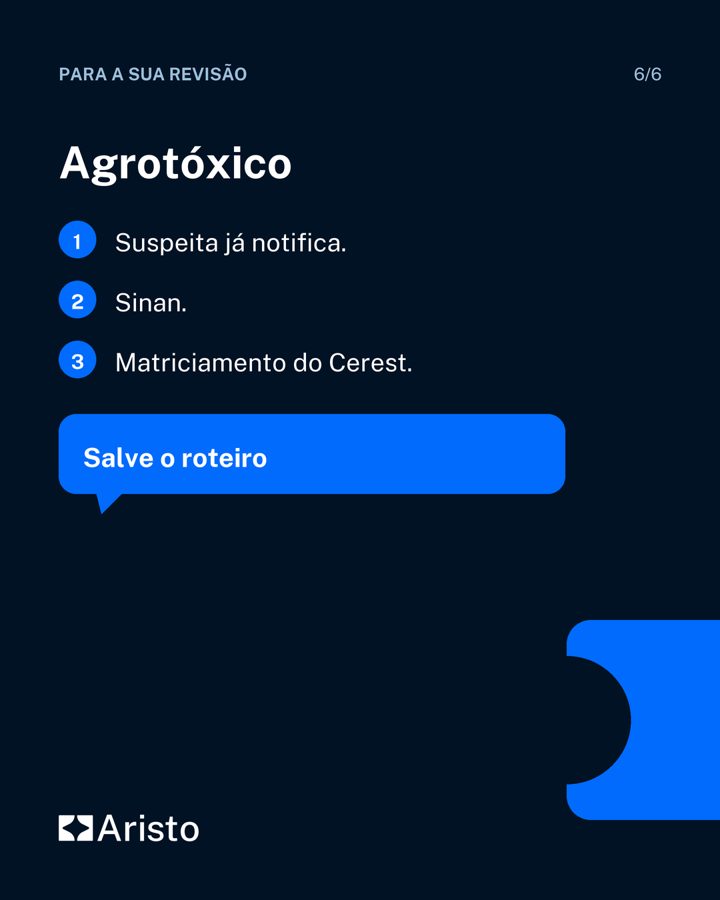 PARA A SUA REVISÃO
6/6
Agrotóxico
1 Suspeita já notifica.
2 Sinan.
3 Matriciamento do Cerest.
Salve o roteiro
Aristo